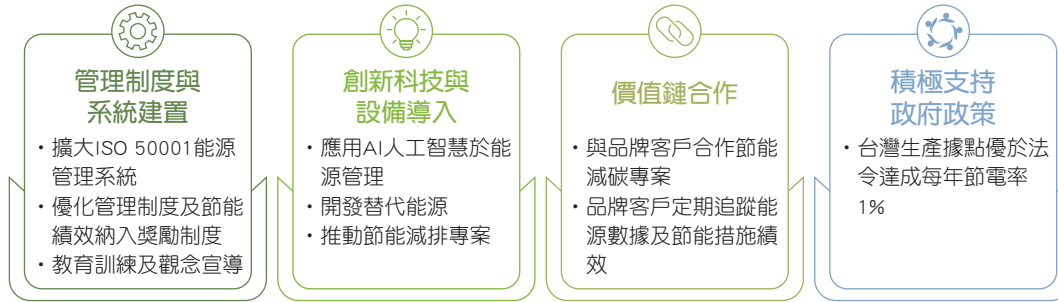 管理制度與
系統建置
・擴大ISO 50001能源
管理系統
・優化管理制度及節能
績效納入獎勵制度
・教育訓練及觀念宣導
創新科技與
設備導入
・應用AI人工智慧於能
源管理
・開發替代能源
・推動節能減排專案
價值鏈合作
・與品牌客戶合作節能
減碳專案
・品牌客戶定期追蹤能
源數據及節能措施績
效
積極支持
政府政策
・台灣生產據點優於法
令達成每年節電率
1%